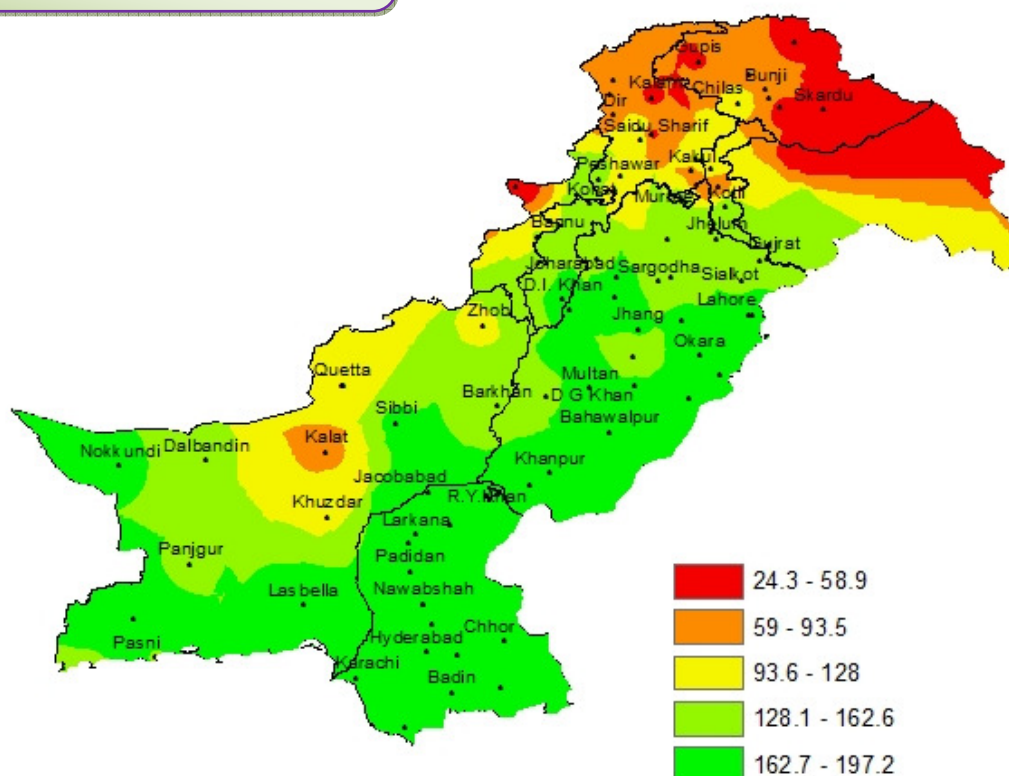 Gupis
Kalam
Chilas
Bunji
Skardu
Dir
Saidu Sharif
Peshawar
Kakul
Kohat
Murree
Kotli
Bannu
Jhelum
Gujrat
Joharabad
Sargodha
Sialkot
D.I. Khan
Lahore
Zhob
Jhang
Okara
Quetta
Multan
Barkhan
D G Khan
Sibbi
Bahawalpur
Kalat
Nokkundi
Dalbandin
Khanpur
Jacobabad
R.Y.Khan
Khuzdar
Larkana
Panjgur
Padidan
Nawabshah
Lasbella
Chhor
Hyderabad
Pasni
Karachi
Badin
24.3 - 58.9
59 - 93.5
93.6 - 128
128.1 - 162.6
162.7 - 197.2